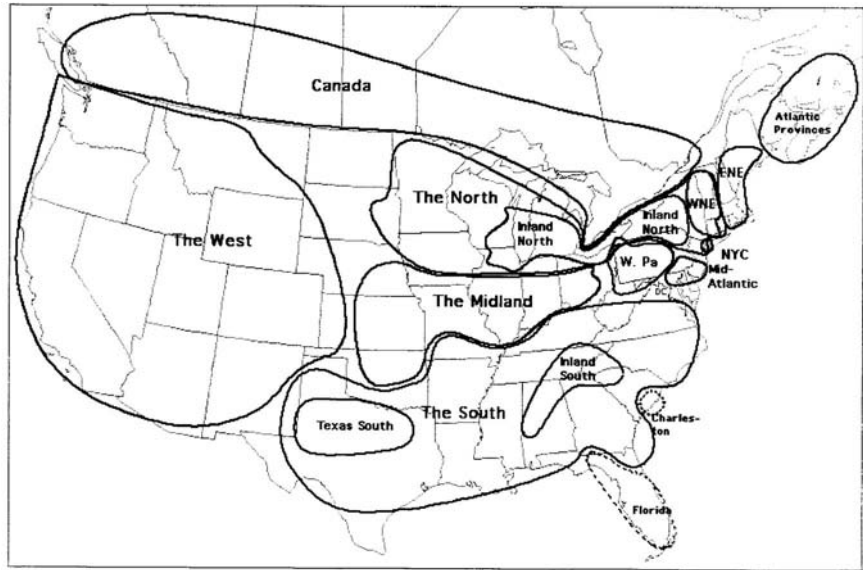 Canada
Atlantic
Provinces
ENE
The North
WNE
Inland
North
Inland
North
The West
NYC
W. Pa
Mid-
Atlantic
DC
The Midland
Inland
South
The South
Texas South
Charles-
ton
Florida